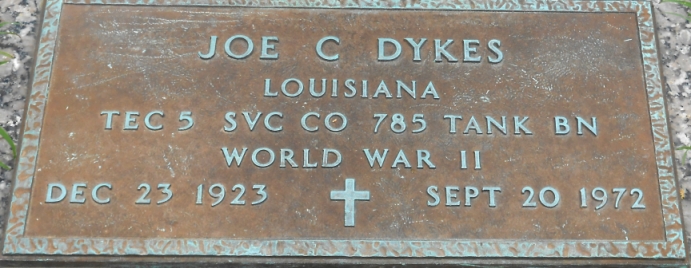 JOE C DYKES
LOUISIANA
TEC 5 SVC CO 785 TANK BN
WORLD WAR II
DEC 23 1923 SEPT 20 1972